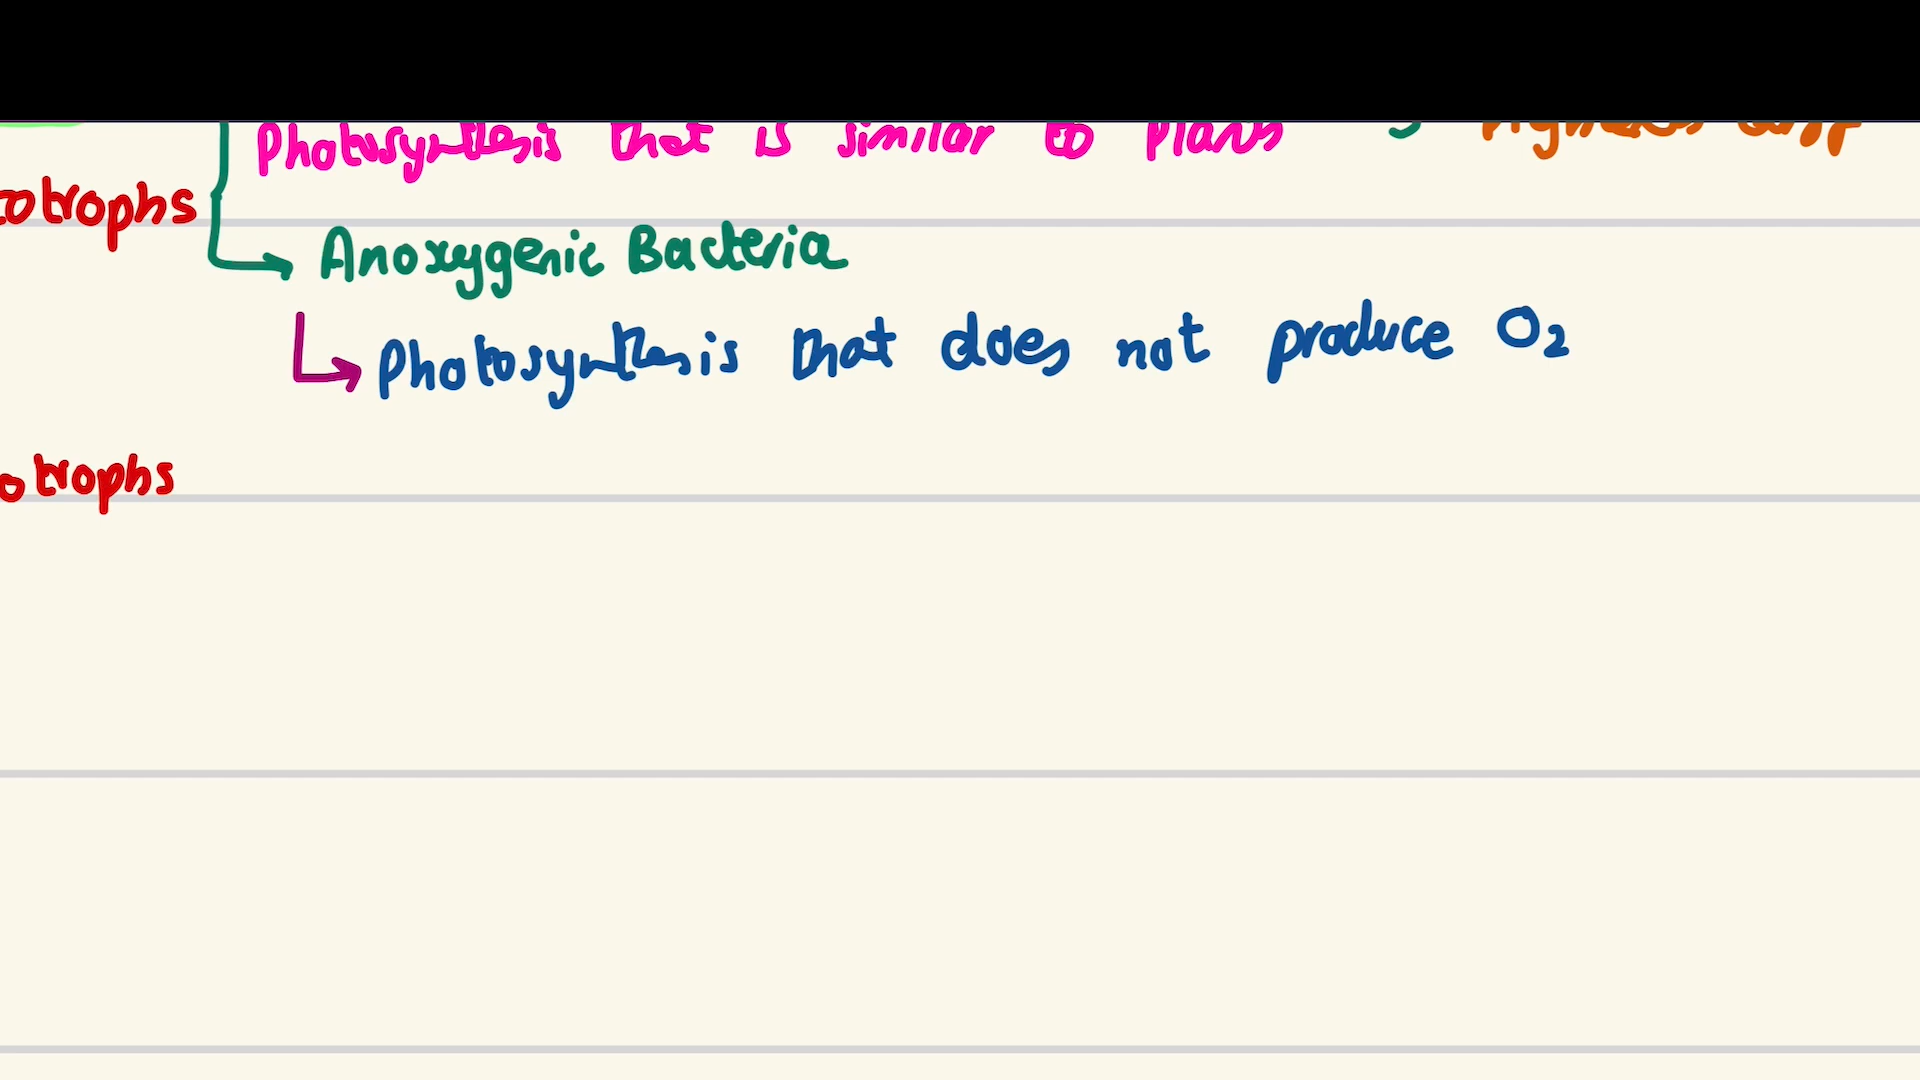 Photosynthesis that is similar to plants
otrophs
Anoxygenic Bacteria
Photosynthesis that does not produce O₂
otrophs